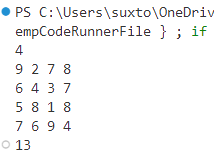 PS C:\Users\suxto\OneDriv
empCodeRunnerFile } ; if
4
9 2 7 8
6 4 3 7
5 8 1 8
7 6 9 4
13